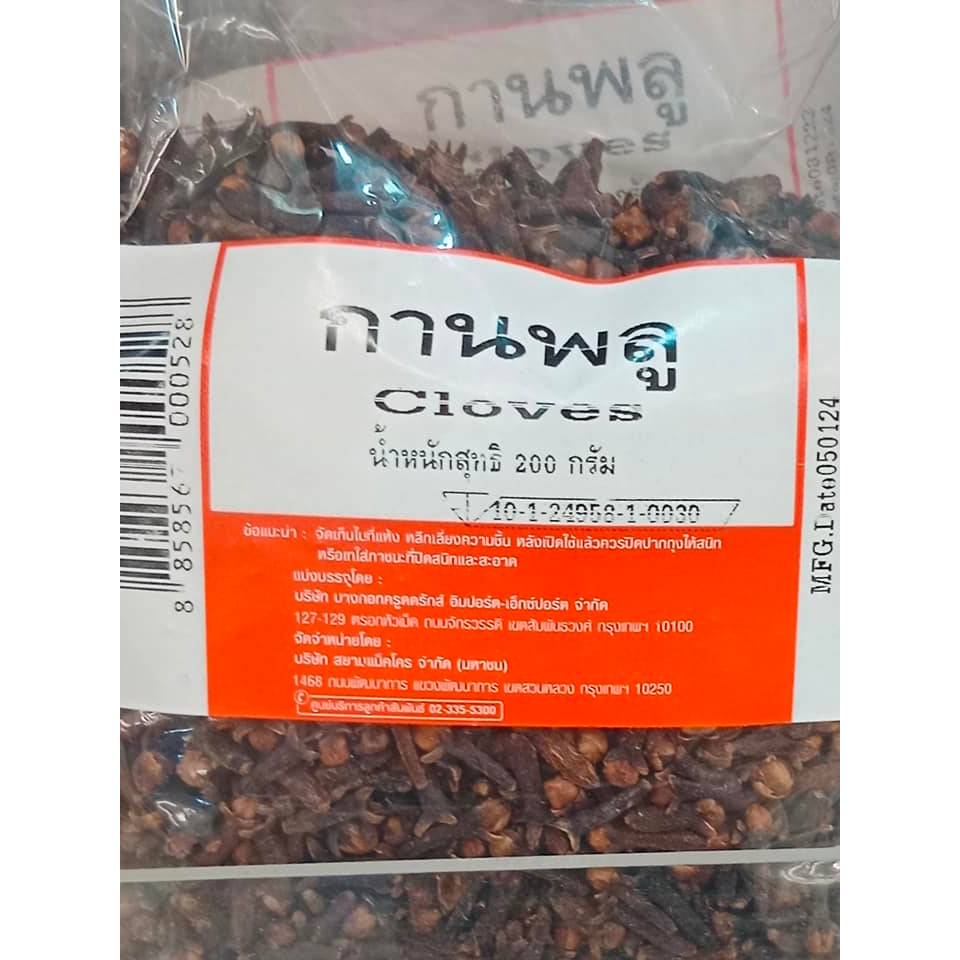 กานพลู
Cloves
กานพลู
Cloves
น้ำหนักสุทธิ 200 กรัม
10-1-24958-1-0030
ข้อแนะนำ : จัดเก็บในที่แห้ง หลีกเลี่ยงความชื้น หลังเปิดใช้แล้วควรปิดปากถุงให้สนิท
หรือเทใส่ภาชนะที่ปิดสนิทและสะอาด
แบ่งบรรจุโดย :
บริษัท บางกอกครูดดรักส์ อิมปอร์ต-เอ็กซ์ปอร์ต จำกัด
127-129 ตรอกหัวเม็ด ถนนจักรวรรดิ เขตสัมพันธวงศ์ กรุงเทพฯ 10100
จัดจำหน่ายโดย :
บริษัท สยามแม็คโคร จำกัด (มหาชน)
1468 ถนนพัฒนาการ แขวงพัฒนาการ เขตสวนหลวง กรุงเทพฯ 10250
ศูนย์บริการลูกค้าสัมพันธ์ 02-335-5300
8 85856 000528
MFG.Date050124